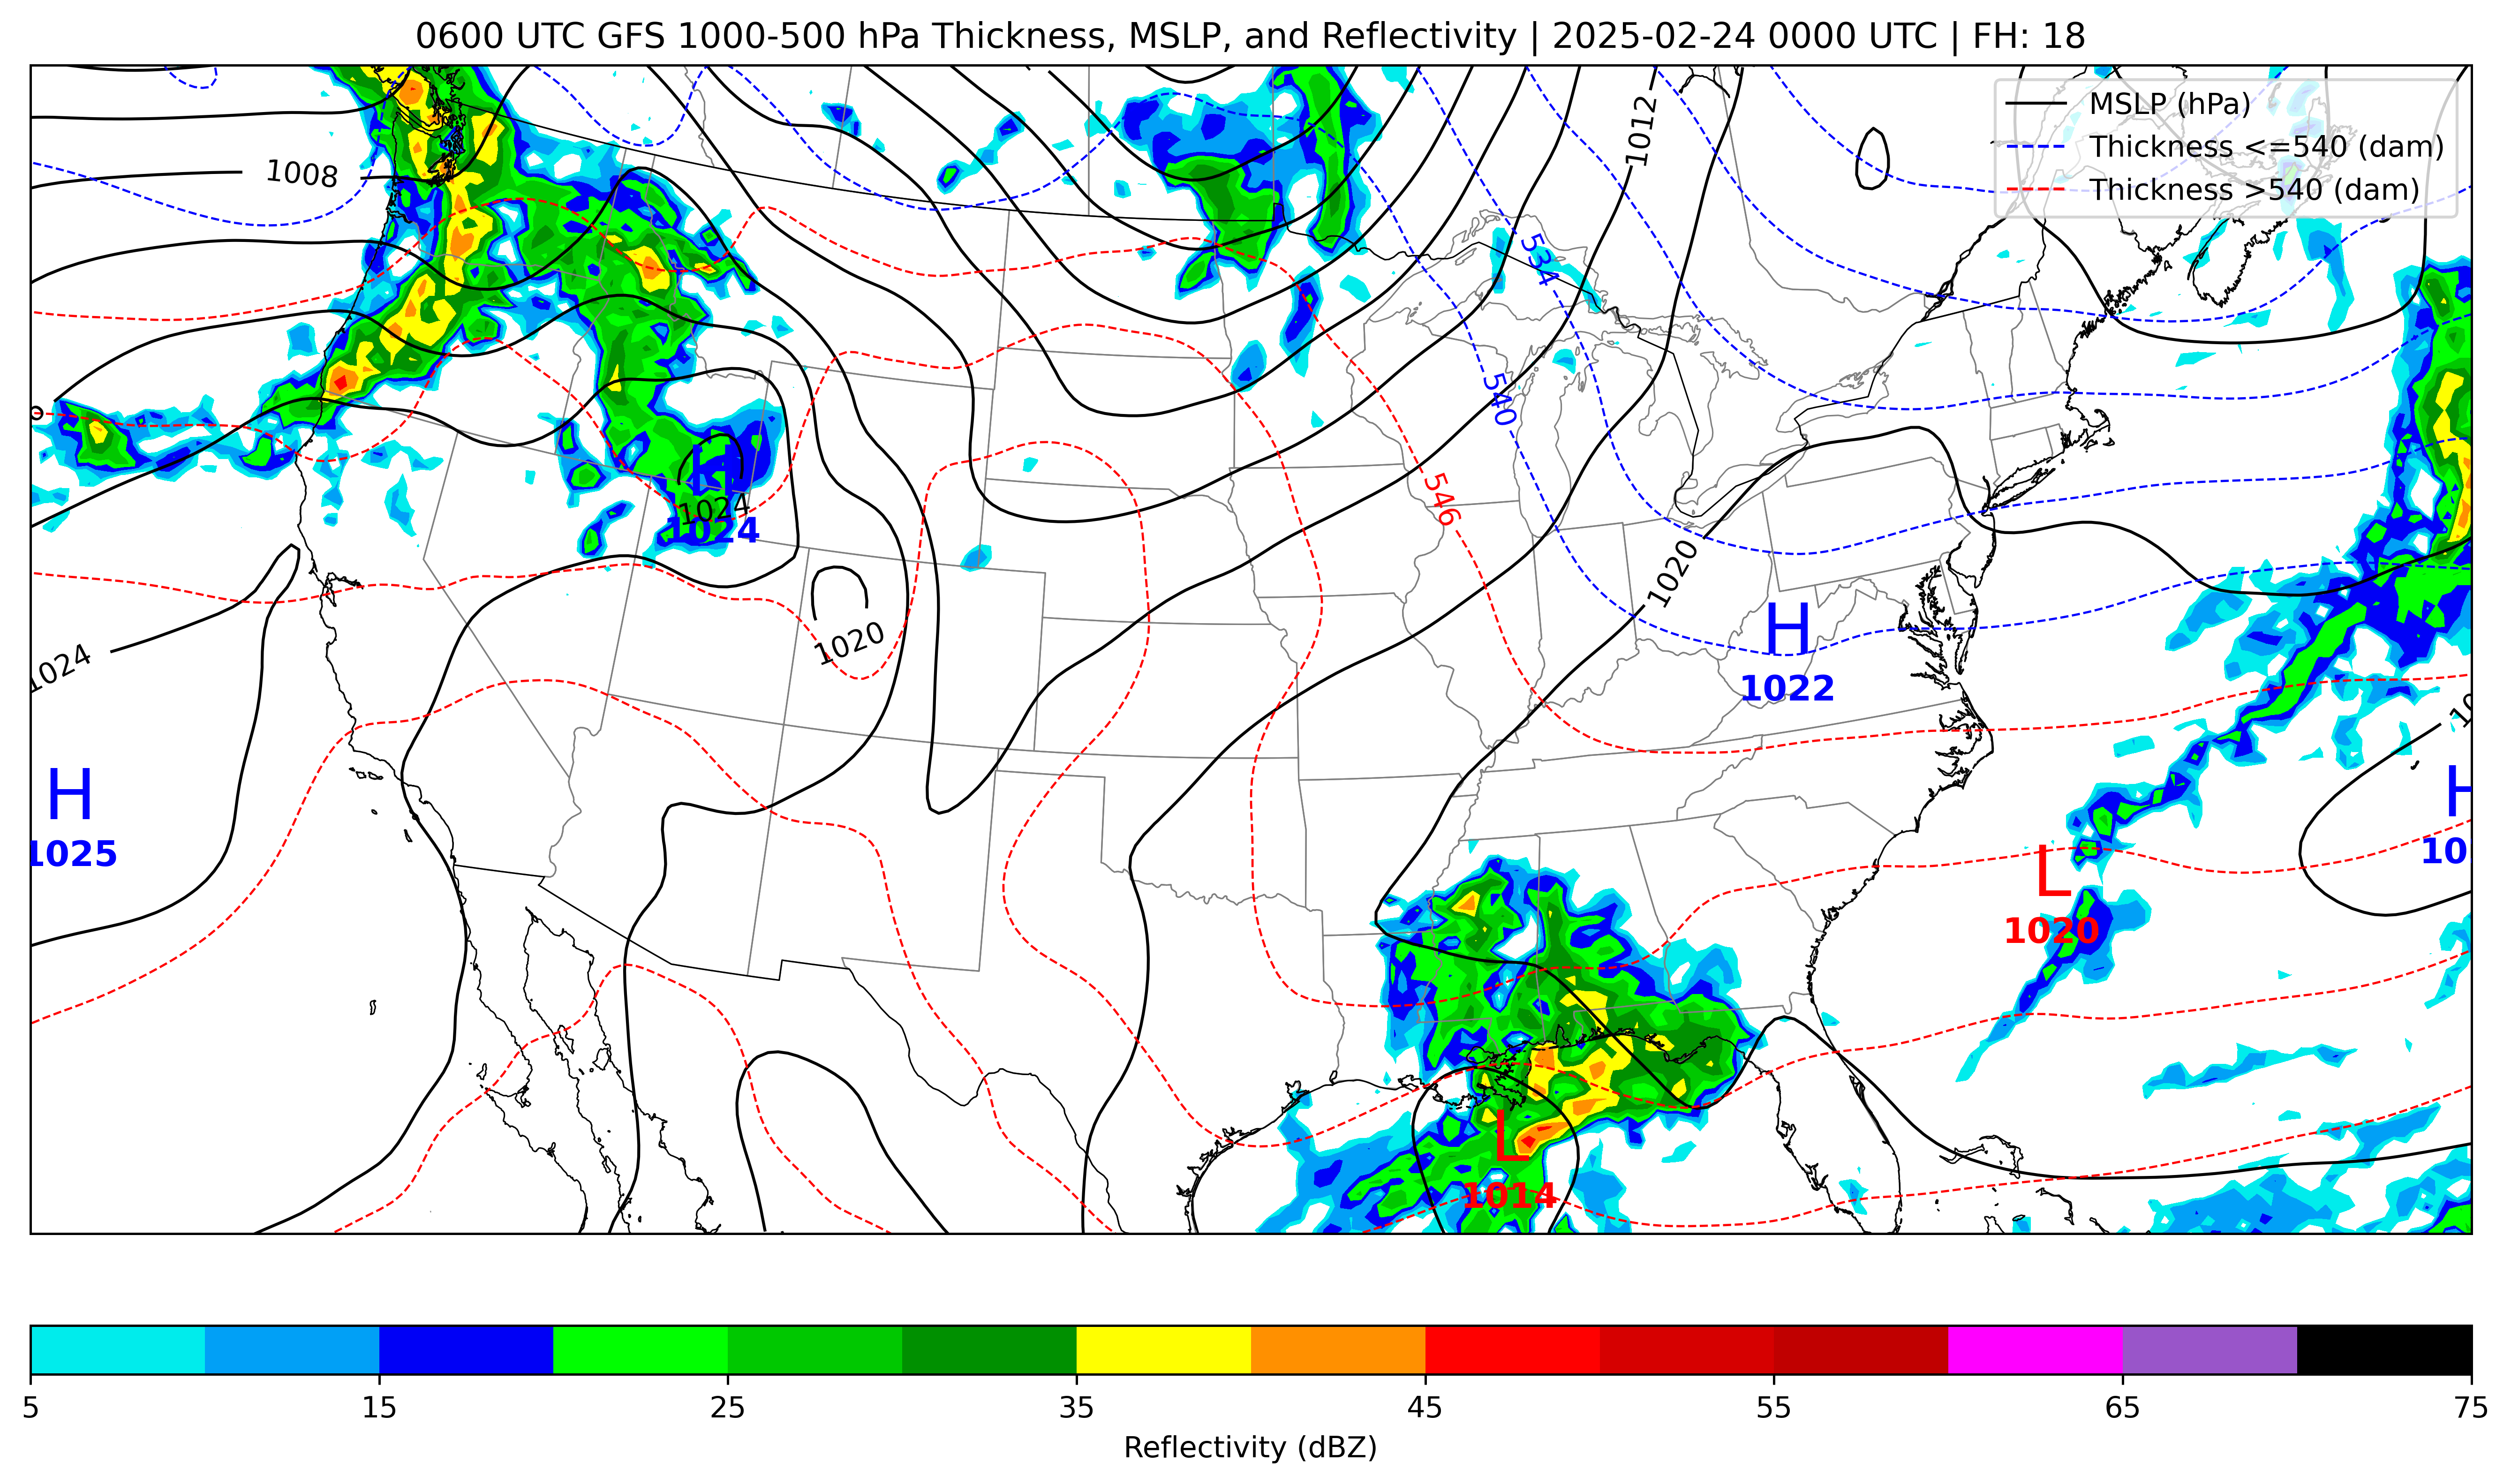 0600 UTC GFS 1000-500 hPa Thickness, MSLP, and Reflectivity | 2025-02-24 0000 UTC | FH: 18
MSLP (hPa)
Thickness <=540 (dam)
Thickness >540 (dam)
1012
1008
534
540
546
H
1024
1024
1020
1020
1024
H
1022
H
1025
H
10
L
1020
L
1014
5
15
25
35
45
55
65
75
Reflectivity (dBZ)